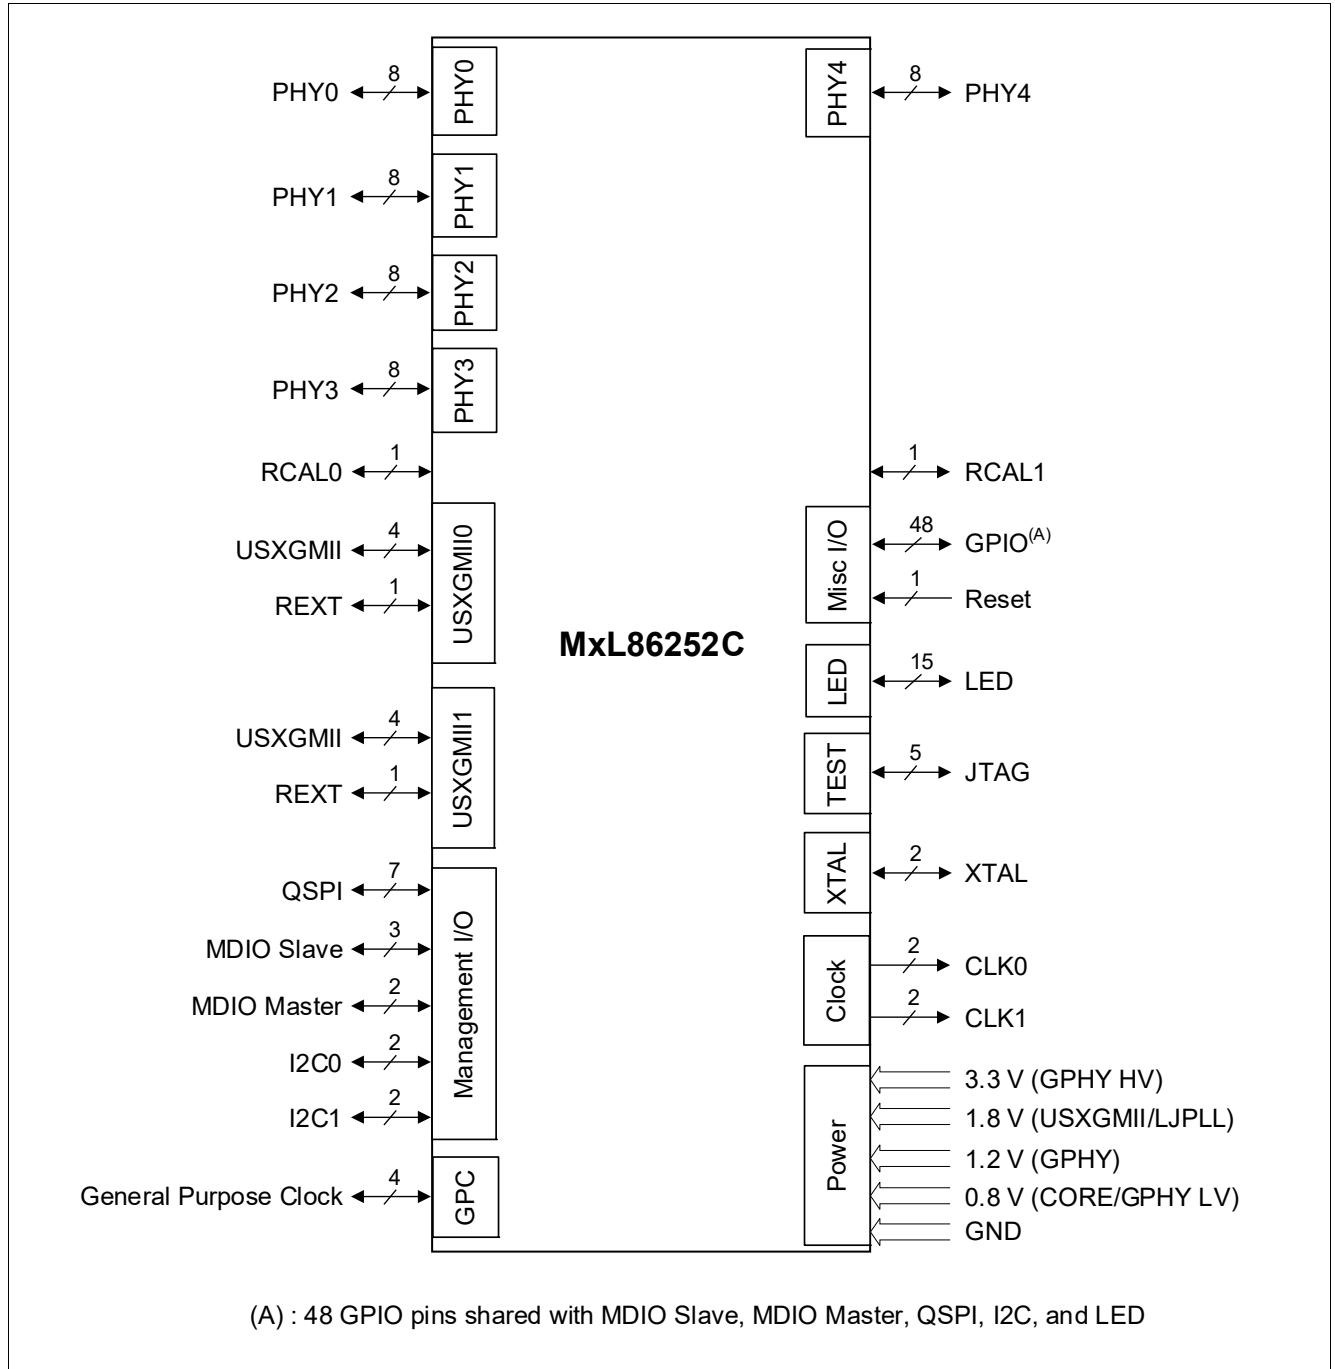 PHY0 8 PHY0
PHY1 8 PHY1
PHY2 8 PHY2
PHY3 8 PHY3
RCAL0 1
USXGMII 4
REXT 1
USXGMII0
USXGMII 4
REXT 1
USXGMII1
QSPI 7
MDIO Slave 3
MDIO Master 2
I2C0 2
I2C1 2
Management I/O
General Purpose Clock 4 GPC
MxL86252C
PHY4 8 PHY4
1 RCAL1
Misc I/O
48 GPIO(A)
1 Reset
LED 15 LED
TEST 5 JTAG
XTAL 2 XTAL
Clock
2 CLK0
2 CLK1
Power
3.3 V (GPHY HV)
1.8 V (USXGMII/LJPLL)
1.2 V (GPHY)
0.8 V (CORE/GPHY LV)
GND
(A) : 48 GPIO pins shared with MDIO Slave, MDIO Master, QSPI, I2C, and LED